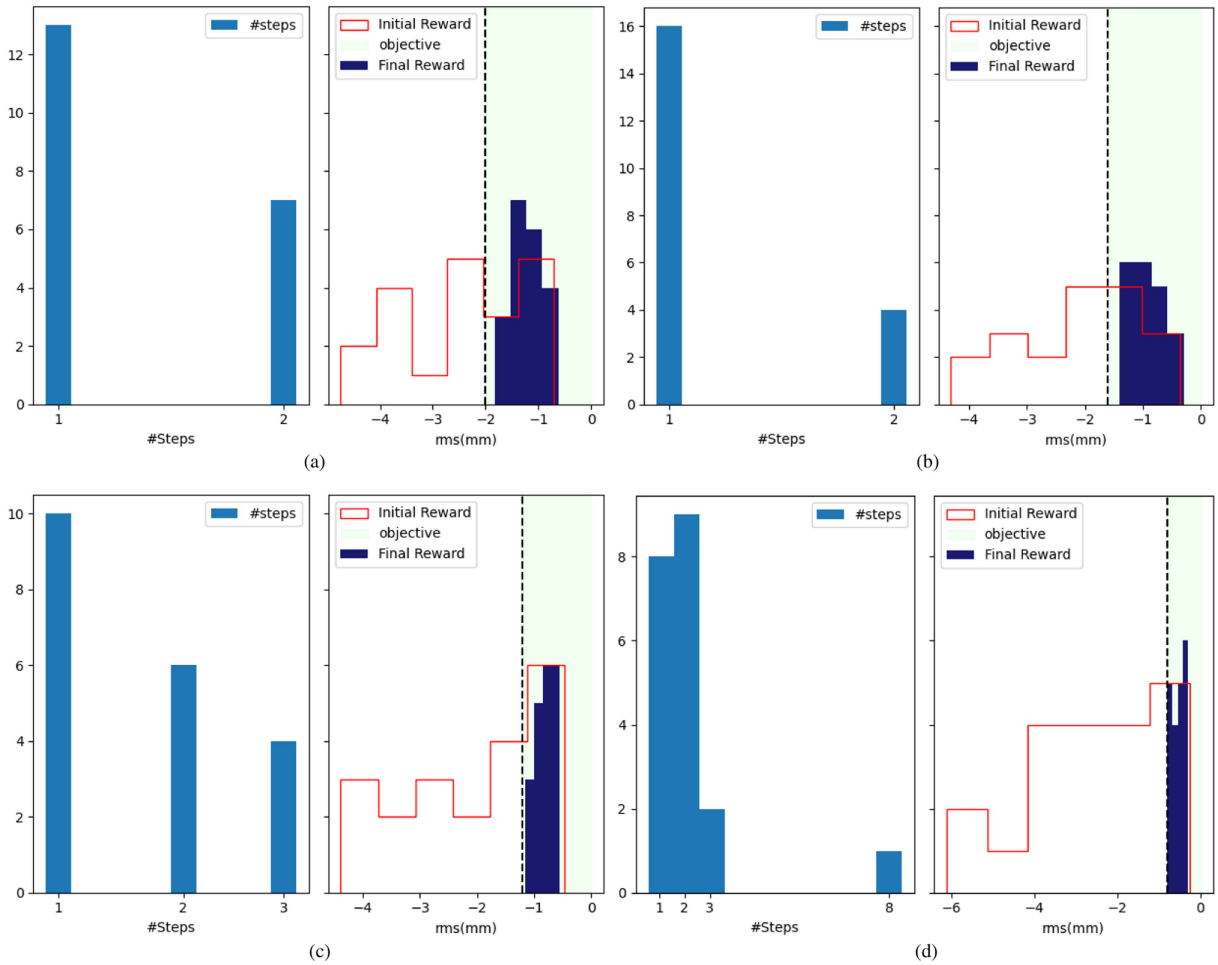 #steps
12
10
8
6
4
2
0
1
2
#Steps
Initial Reward
objective
Final Reward
−4
−3
−2
−1
0
rms(mm)
(a)
#steps
16
14
12
10
8
6
4
2
0
1
2
#Steps
Initial Reward
objective
Final Reward
−4
−3
−2
−1
0
rms(mm)
(b)
#steps
10
8
6
4
2
0
1
2
3
#Steps
Initial Reward
objective
Final Reward
−4
−3
−2
−1
0
rms(mm)
(c)
#steps
8
6
4
2
0
1
2
3
8
#Steps
Initial Reward
objective
Final Reward
−6
−4
−2
0
rms(mm)
(d)